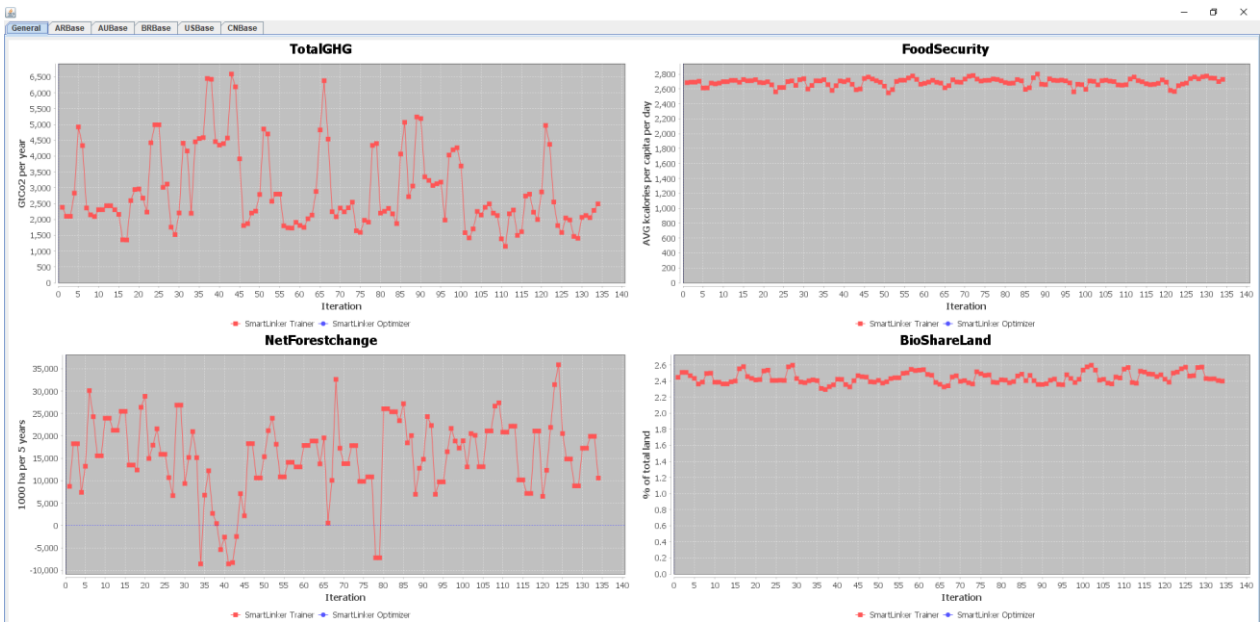 General ARBase AUBase BRBase USBase CNBase
TotalGHG
GtCo2 per year
6,500
6,000
5,500
5,000
4,500
4,000
3,500
3,000
2,500
2,000
1,500
1,000
500
0
0 5 10 15 20 25 30 35 40 45 50 55 60 65 70 75 80 85 90 95 100 105 110 115 120 125 130 135 140
Iteration
SmartLinker Trainer SmartLinker Optimizer
FoodSecurity
AVG kcalories per capita per day
2,800
2,600
2,400
2,200
2,000
1,800
1,600
1,400
1,200
1,000
800
600
400
200
0
0 5 10 15 20 25 30 35 40 45 50 55 60 65 70 75 80 85 90 95 100 105 110 115 120 125 130 135 140
Iteration
SmartLinker Trainer SmartLinker Optimizer
NetForestchange
1000 ha per 5 years
35,000
30,000
25,000
20,000
15,000
10,000
5,000
0
-5,000
-10,000
0 5 10 15 20 25 30 35 40 45 50 55 60 65 70 75 80 85 90 95 100 105 110 115 120 125 130 135 140
Iteration
SmartLinker Trainer SmartLinker Optimizer
BioShareLand
% of total land
2.6
2.4
2.2
2.0
1.8
1.6
1.4
1.2
1.0
0.8
0.6
0.4
0.2
0.0
0 5 10 15 20 25 30 35 40 45 50 55 60 65 70 75 80 85 90 95 100 105 110 115 120 125 130 135 140
Iteration
SmartLinker Trainer SmartLinker Optimizer